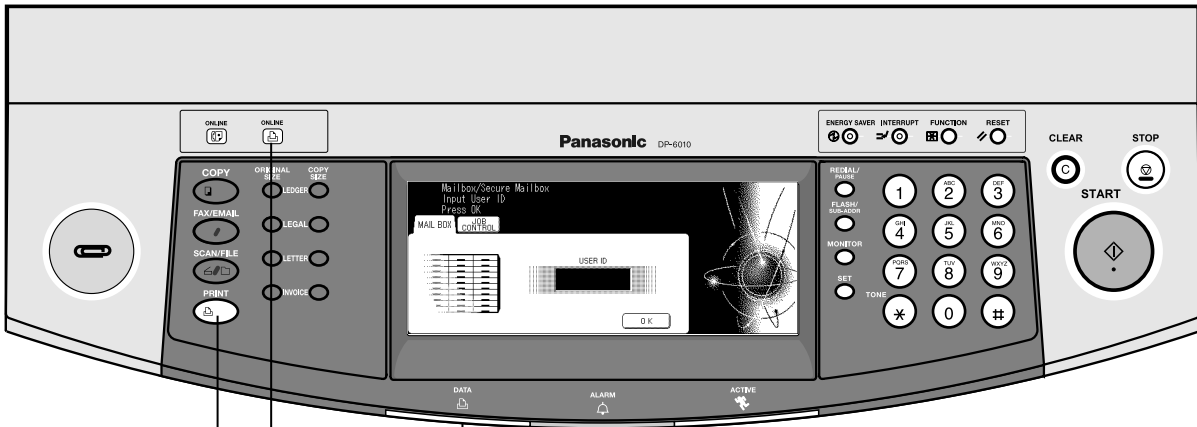 ONLINE
ONLINE
Panasonic DP-6010
ENERGY SAVER
INTERRUPT
FUNCTION
RESET
CLEAR
C
STOP
START
COPY
FAX/EMAIL
SCAN/FILE
PRINT
ORIGINAL
SIZE
COPY
SIZE
LEDGER
LEGAL
LETTER
INVOICE
Mailbox/Secure Mailbox
Input User ID
Press OK
MAIL BOX
JOB
CONTROL
USER ID
OK
REDIAL/
PAUSE
FLASH/
SUB-ADDR
MONITOR
SET
TONE
1
ABC
2
DEF
3
GHI
4
JKL
5
MNO
6
PQRS
7
TUV
8
WXYZ
9
*
0
#
DATA
ALARM
ACTIVE